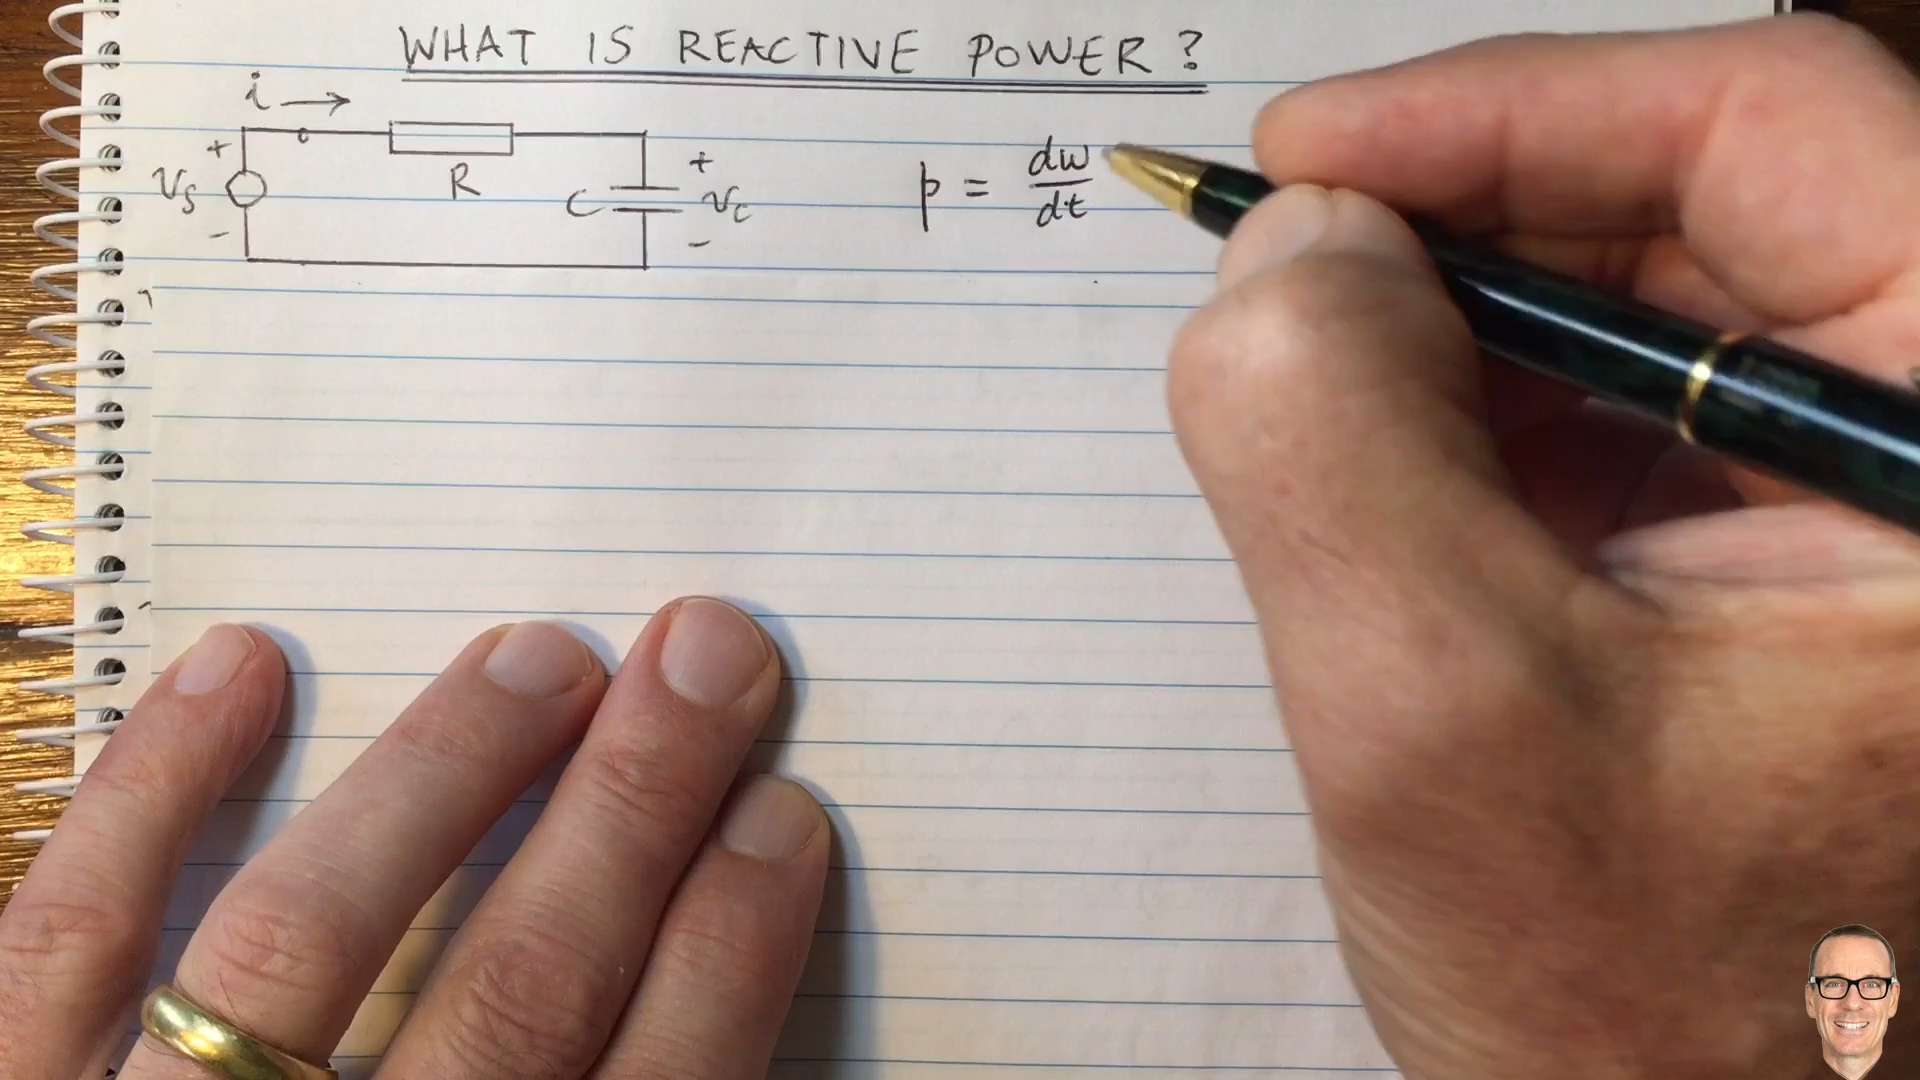 WHAT IS REACTIVE POWER?
i →
+ + p = dw/dt
vs R C vc
- -